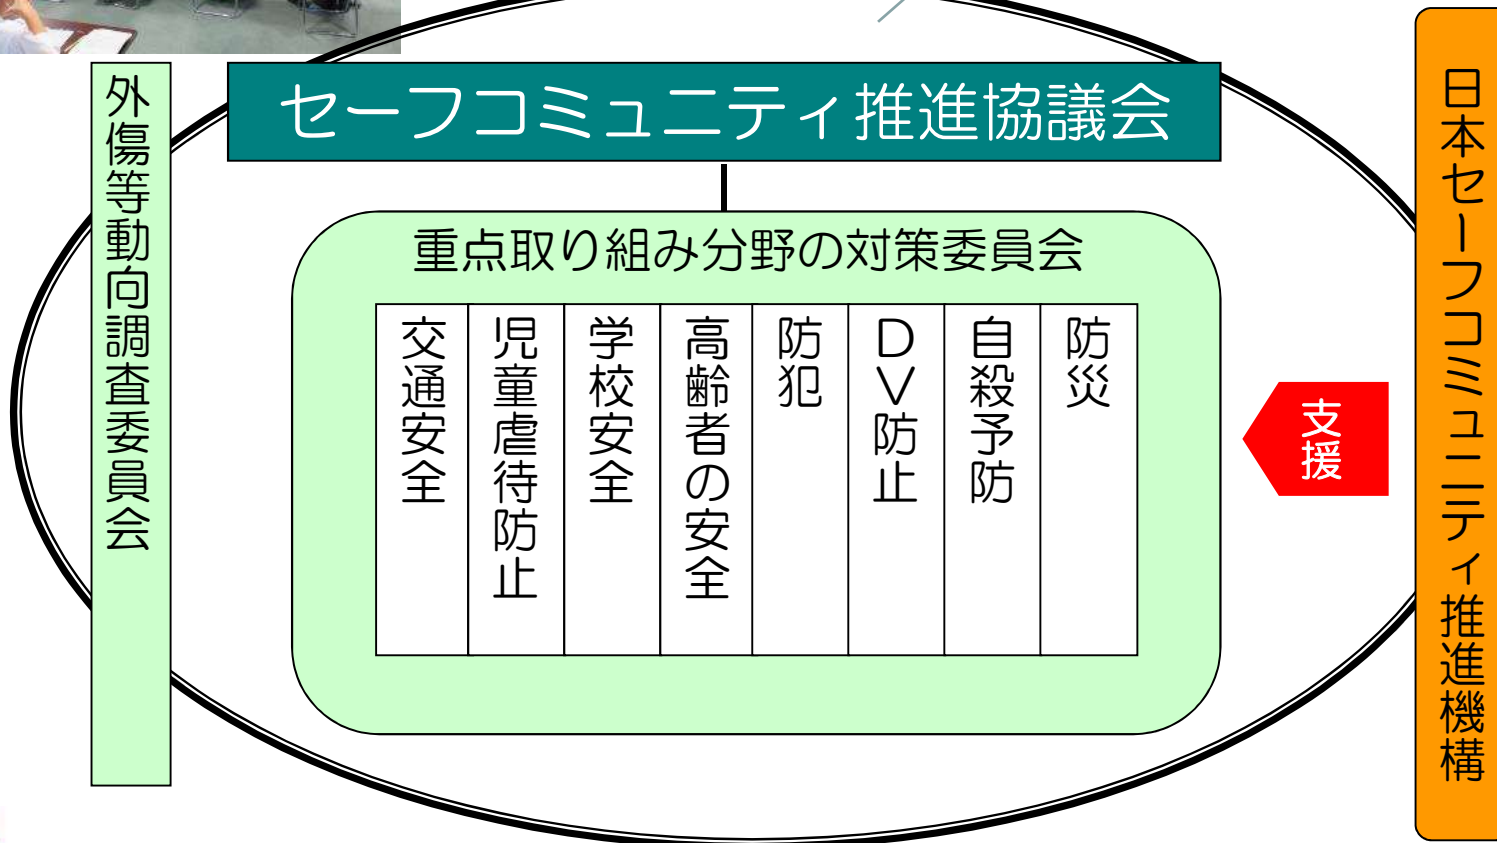 セーフコミュニティ推進協議会
外傷等動向調査委員会
重点取り組み分野の対策委員会
交通安全
児童虐待防止
学校安全
高齢者の安全
防犯
DV防止
自殺予防
防災
支援
日本セーフコミュニティ推進機構